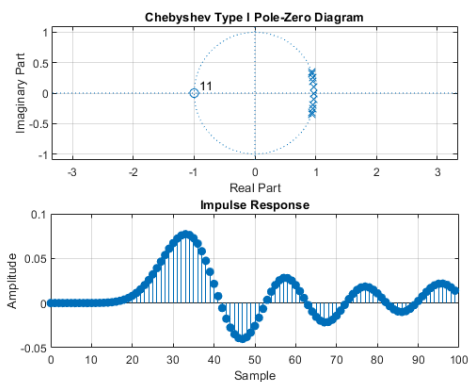 Chebyshev Type I Pole-Zero Diagram
Imaginary Part
1
0.5
0
-0.5
-1
11
-3 -2 -1 0 1 2 3
Real Part
Impulse Response
Amplitude
0.1
0.05
0
-0.05
0 10 20 30 40 50 60 70 80 90 100
Sample